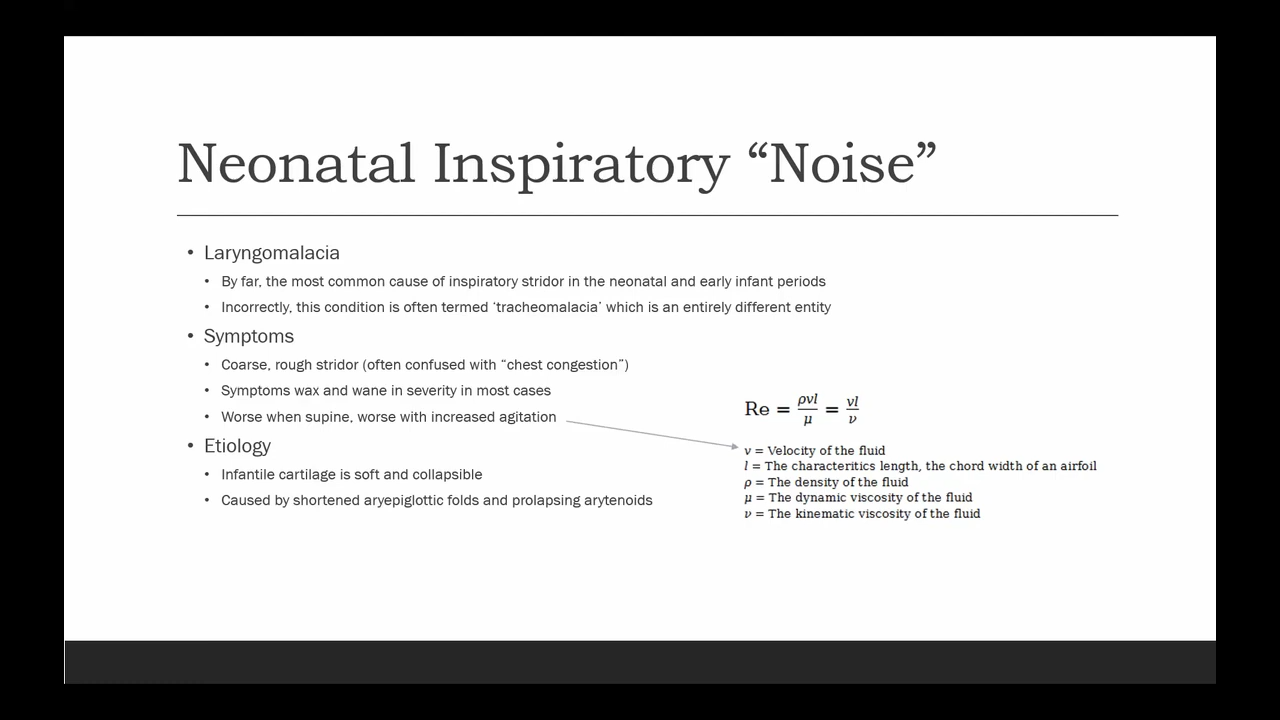 Neonatal Inspiratory “Noise”
• Laryngomalacia
• By far, the most common cause of inspiratory stridor in the neonatal and early infant periods
• Incorrectly, this condition is often termed ‘tracheomalacia’ which is an entirely different entity
• Symptoms
• Coarse, rough stridor (often confused with “chest congestion”)
• Symptoms wax and wane in severity in most cases
• Worse when supine, worse with increased agitation
• Etiology
• Infantile cartilage is soft and collapsible
• Caused by shortened aryepiglottic folds and prolapsing arytenoids
Re = ρvl/μ = vl/ν
v = Velocity of the fluid
l = The characteritics length, the chord width of an airfoil
ρ = The density of the fluid
μ = The dynamic viscosity of the fluid
ν = The kinematic viscosity of the fluid